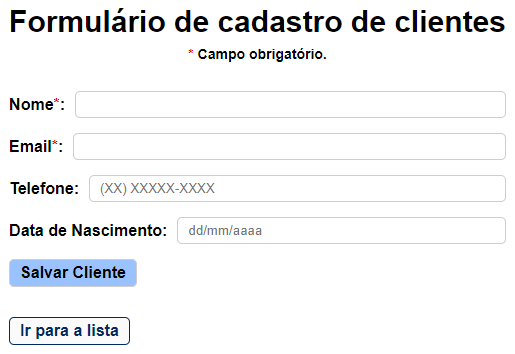 Formulário de cadastro de clientes
* Campo obrigatório.
Nome*:
Email*:
Telefone: (XX) XXXXX-XXXX
Data de Nascimento: dd/mm/aaaa
Salvar Cliente
Ir para a lista